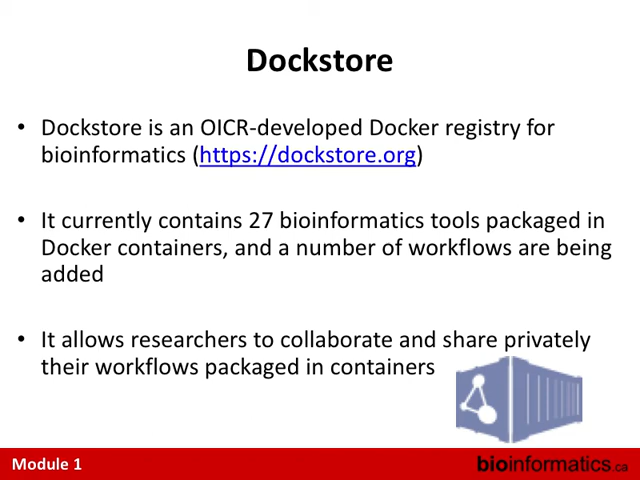 Dockstore
• Dockstore is an OICR-developed Docker registry for
bioinformatics (https://dockstore.org)
• It currently contains 27 bioinformatics tools packaged in
Docker containers, and a number of workflows are being
added
• It allows researchers to collaborate and share privately
their workflows packaged in containers
Module 1
bioinformatics.ca